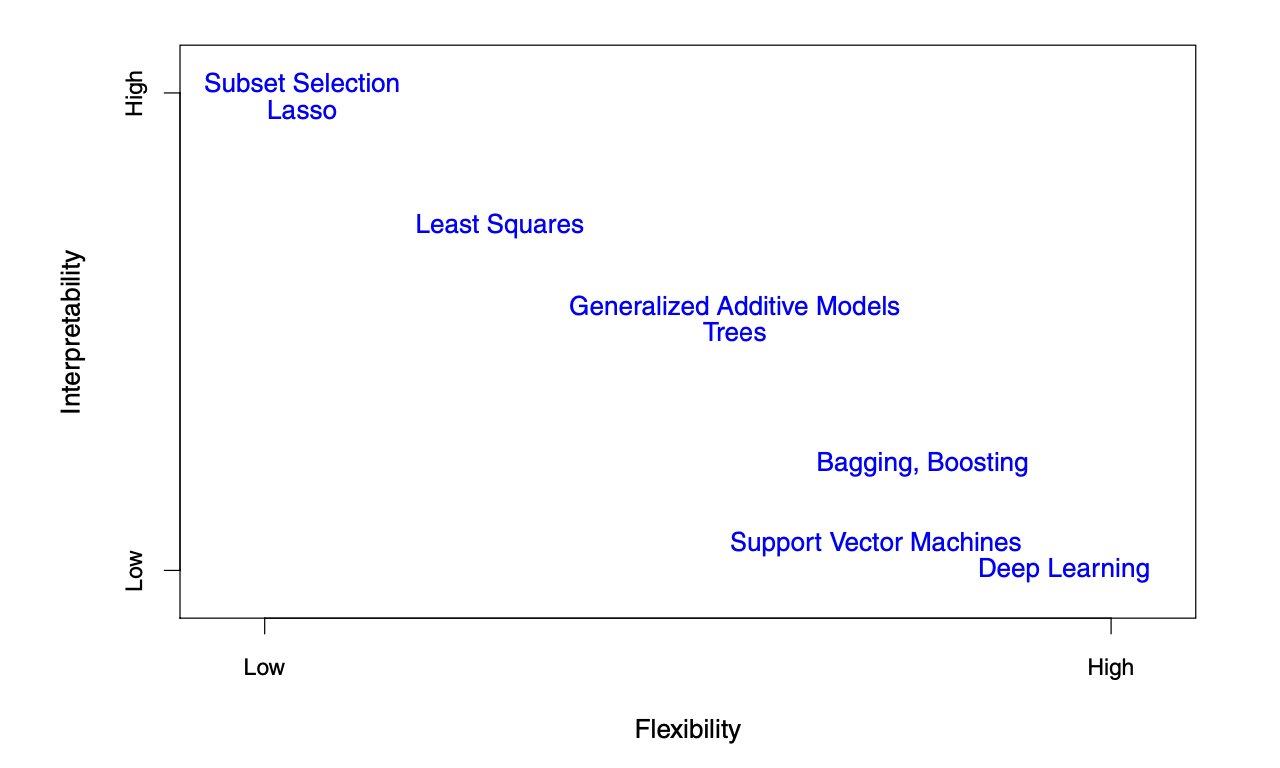 High
Subset Selection
Lasso
Least Squares
Interpretability
Generalized Additive Models
Trees
Bagging, Boosting
Low
Support Vector Machines
Deep Learning
Low
High
Flexibility